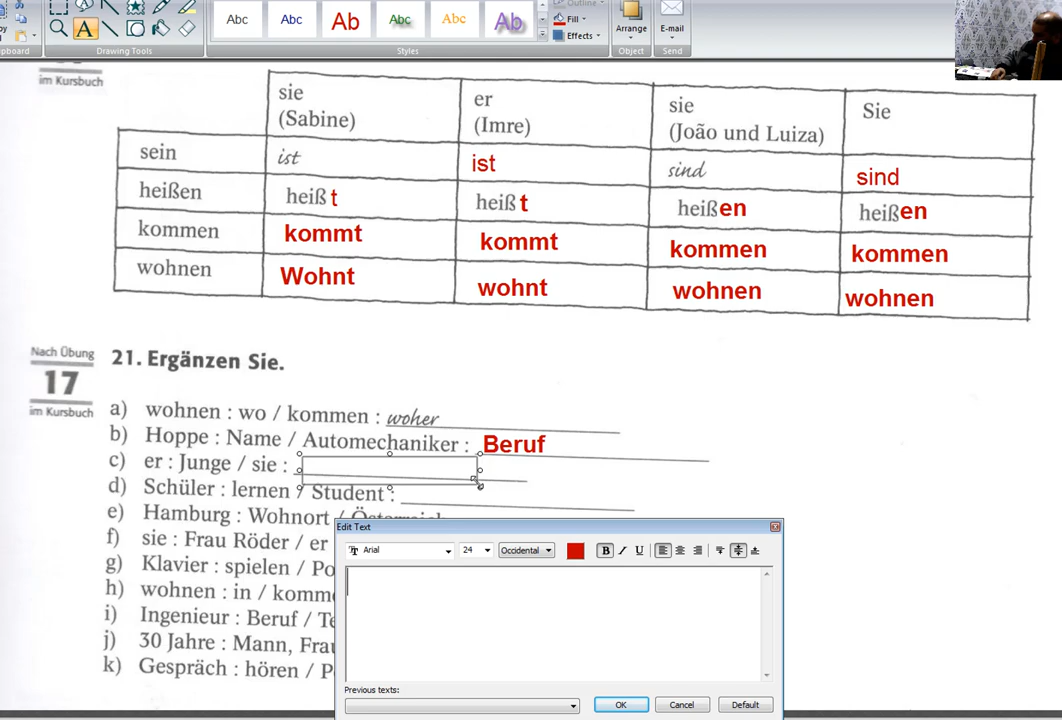 Abc Abc Ab Abc Abc Ab
Outline
Fill
Effects
Arrange
E-mail
Drawing Tools
Styles
Object
Send
im Kursbuch
sie
(Sabine)
er
(Imre)
sie
(João und Luiza)
Sie
sein ist ist sind sind
heißen heißt heißt heißen heißen
kommen kommt kommt kommen kommen
wohnen Wohnt wohnt wohnen wohnen
Nach Übung
17
im Kursbuch
21. Ergänzen Sie.
a) wohnen : wo / kommen : woher
b) Hoppe : Name / Automechaniker : Beruf
c) er : Junge / sie :
d) Schüler : lernen / Student :
e) Hamburg : Wohnort / Österreich
f) sie : Frau Röder / er
g) Klavier : spielen / Po
h) wohnen : in / komme
i) Ingenieur : Beruf / Te
j) 30 Jahre : Mann, Frau
k) Gespräch : hören / P
Edit Text
Arial 24 Occidental B I U
Previous texts:
OK Cancel Default